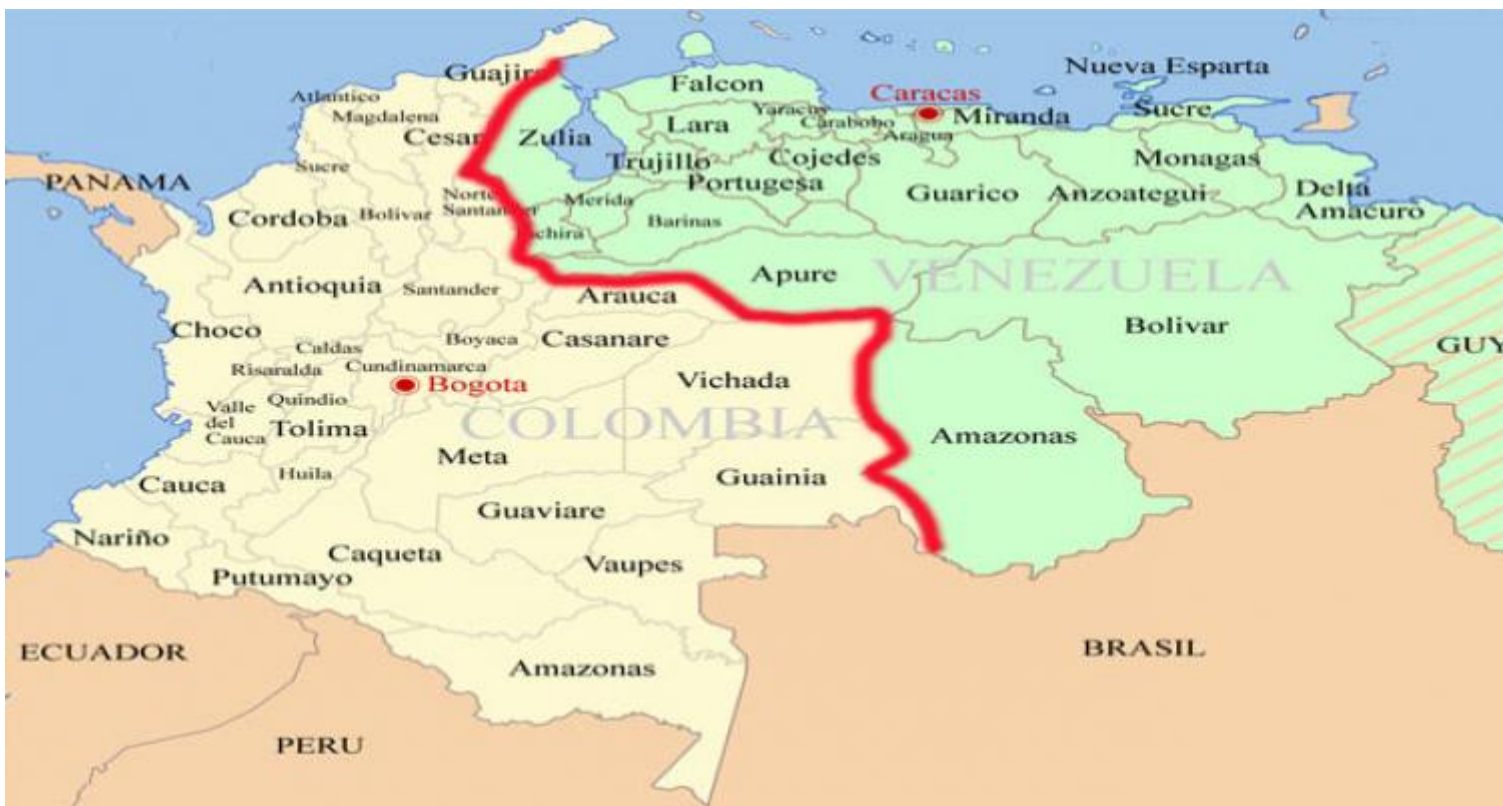 Nueva Esparta
Guajira
Falcon
Caracas
Sucre
Atlantico
Magdalena
Yaracuy
Miranda
Cesar
Zulia
Lara
Carabobo
Aragua
Sucre
Trujillo
Cojedes
Monagas
PANAMA
Portugesa
Guarico
Anzoategui
Delta
Amacuro
Norte
Santander
Merida
Cordoba
Bolivar
Barinas
Apure
VENEZUELA
Antioquia
Santander
Arauca
Choco
Boyaca
Casanare
Bolivar
Caldas
Cundinamarca
Risaralda
GUY
Bogota
Vichada
Valle
del
Cauca
Quindio
Tolima
COLOMBIA
Amazonas
Huila
Meta
Guainia
Cauca
Guaviare
Nariño
Caqueta
Vaupes
Putumayo
ECUADOR
BRASIL
Amazonas
PERU